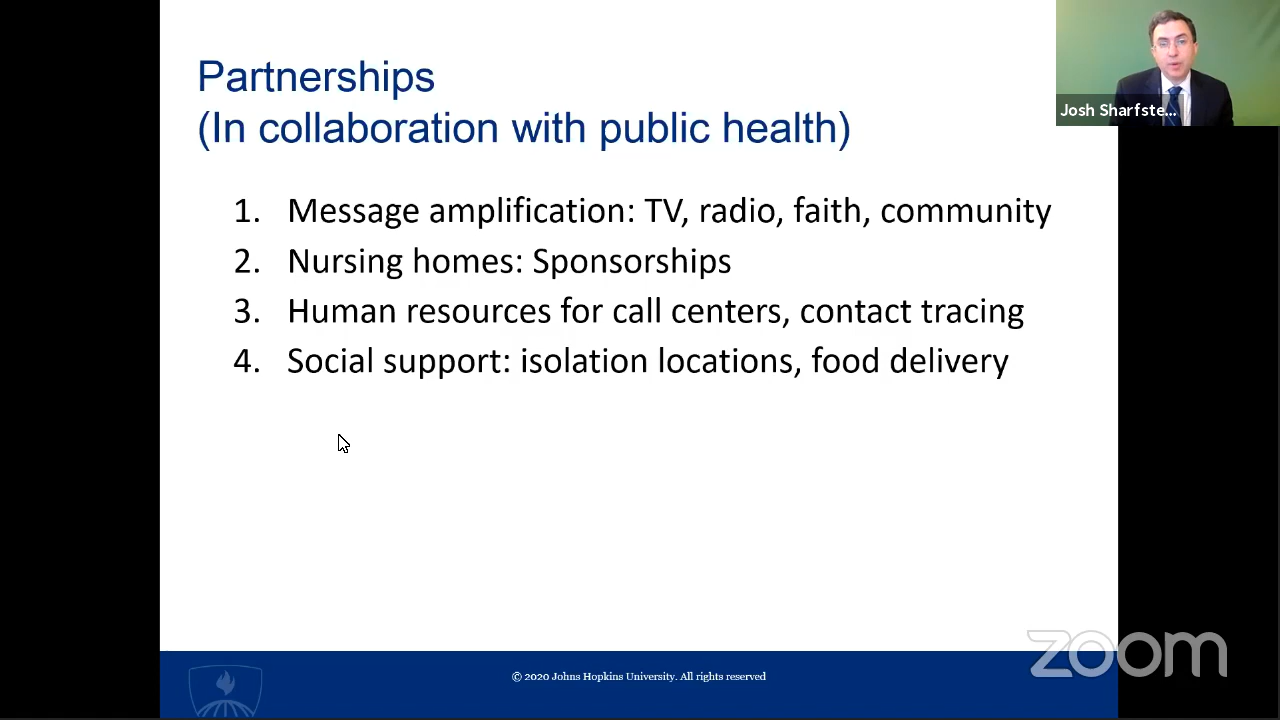 Partnerships
(In collaboration with public health)
1. Message amplification: TV, radio, faith, community
2. Nursing homes: Sponsorships
3. Human resources for call centers, contact tracing
4. Social support: isolation locations, food delivery
Josh Sharfste...
zoom
© 2020 Johns Hopkins University. All rights reserved